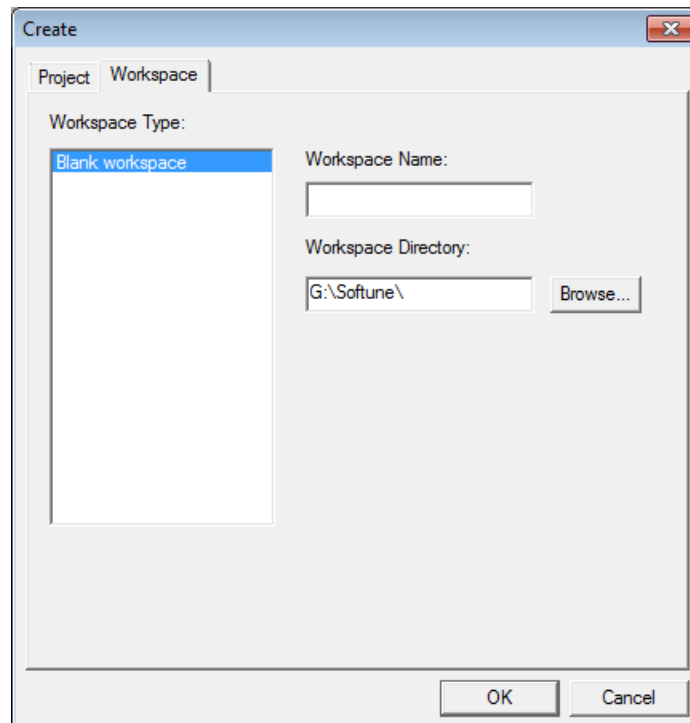 Create
Project
Workspace
Workspace Type:
Blank workspace
Workspace Name:
Workspace Directory:
G:\Softune\
Browse...
OK
Cancel